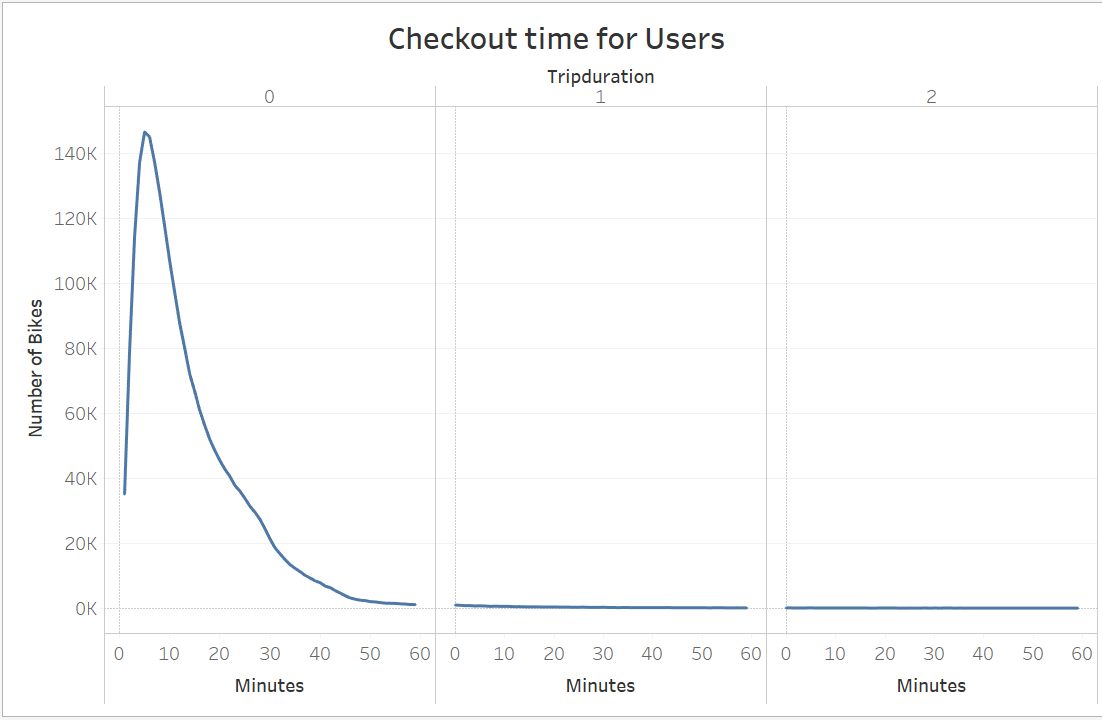 Checkout time for Users
Tripduration
0 1 2
140K
120K
100K
80K
60K
40K
20K
0K
Number of Bikes
0 10 20 30 40 50 60 0 10 20 30 40 50 60 0 10 20 30 40 50 60
Minutes Minutes Minutes